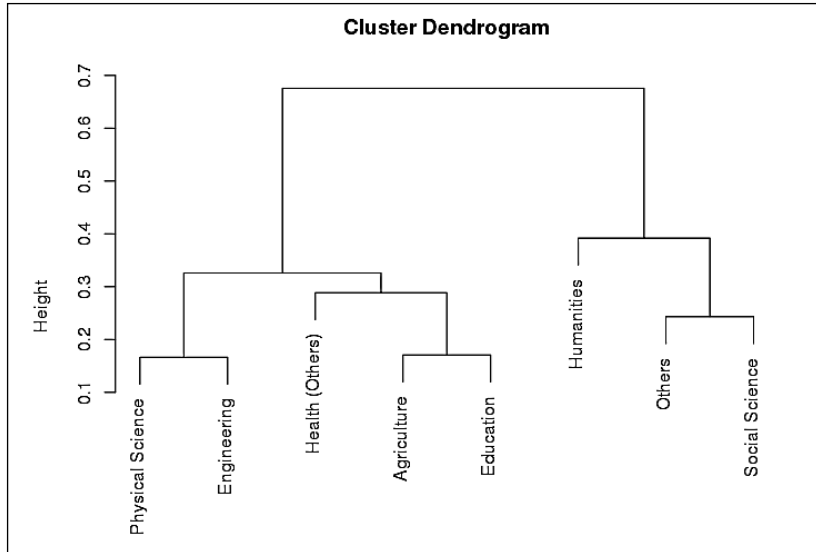 Cluster Dendrogram
Height
0.7
0.6
0.5
0.4
0.3
0.2
0.1
Physical Science
Engineering
Health (Others)
Agriculture
Education
Humanities
Others
Social Science